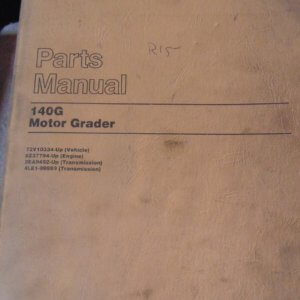 Parts
R15
Manual
140G
Motor Grader
72V10334-Up (Vehicle)
(Engine)
(Transmission)
(Transmission)